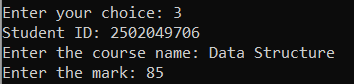 Enter your choice: 3
Student ID: 2502049706
Enter the course name: Data Structure
Enter the mark: 85